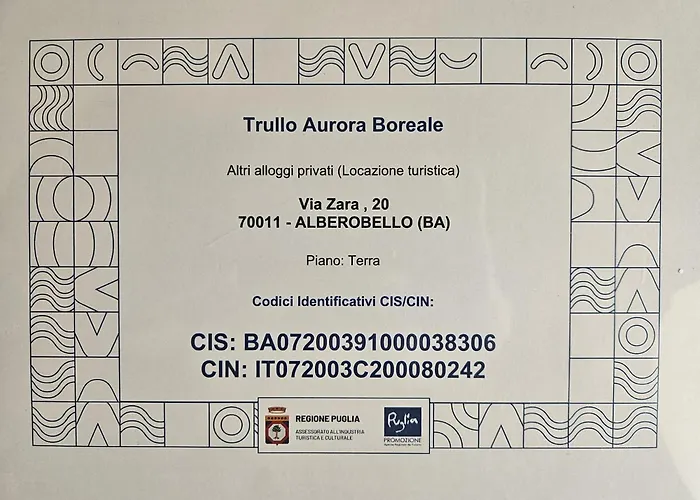 Trullo Aurora Boreale
Altri alloggi privati (Locazione turistica)
Via Zara , 20
70011 - ALBEROBELLO (BA)
Piano: Terra
Codici Identificativi CIS/CIN:
CIS: BA07200391000038306
CIN: IT072003C200080242
REGIONE PUGLIA
ASSESSORATO ALL'INDUSTRIA
TURISTICA E CULTURALE
Puglia
PROMOZIONE